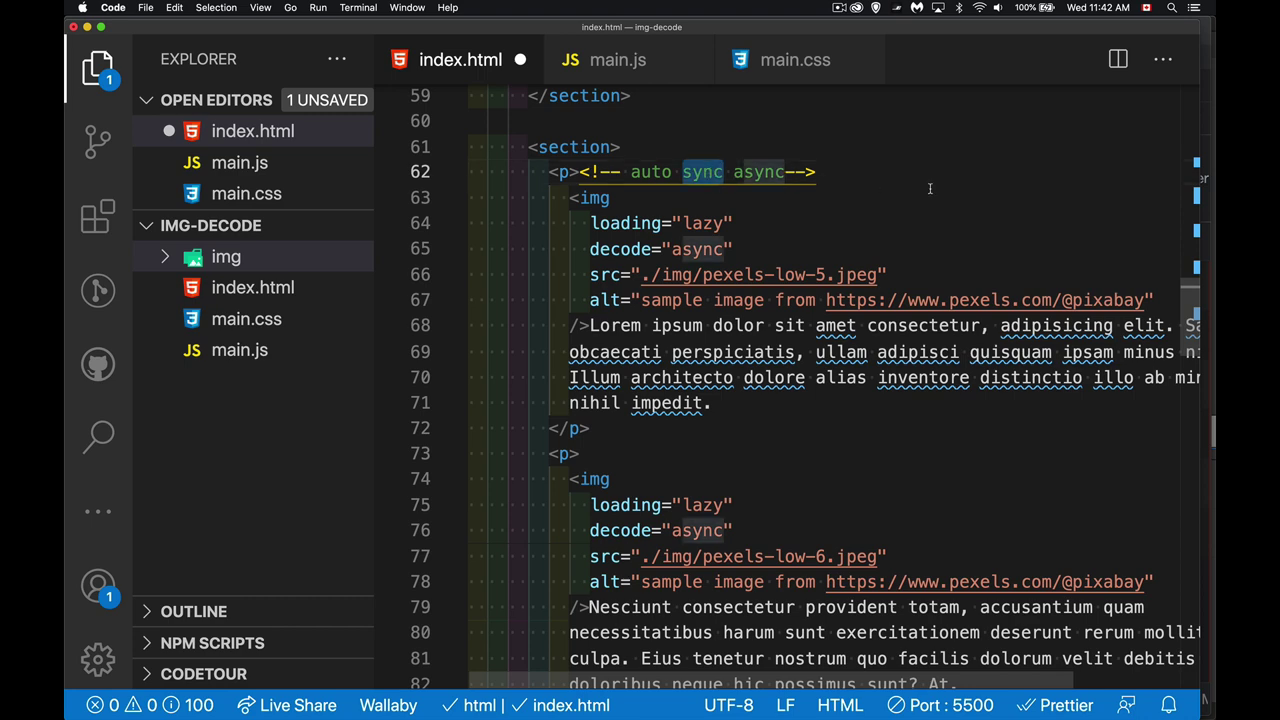 Code File Edit Selection View Go Run Terminal Window Help 100% Wed 11:42 AM
index.html — img-decode
EXPLORER
OPEN EDITORS 1 UNSAVED
index.html
JS main.js
main.css
IMG-DECODE
img
index.html
main.css
JS main.js
OUTLINE
NPM SCRIPTS
CODETOUR
1
1
index.html JS main.js main.css
59 </section>
60
61 <section>
62 <p><!-- auto sync async-->
63 <img
64 loading="lazy"
65 decode="async"
66 src="./img/pexels-low-5.jpeg"
67 alt="sample image from https://www.pexels.com/@pixabay"
68 />Lorem ipsum dolor sit amet consectetur, adipisicing elit. Sa
69 obcaecati perspiciatis, ullam adipisci quisquam ipsam minus ni
70 Illum architecto dolore alias inventore distinctio illo ab min
71 nihil impedit.
72 </p>
73 <p>
74 <img
75 loading="lazy"
76 decode="async"
77 src="./img/pexels-low-6.jpeg"
78 alt="sample image from https://www.pexels.com/@pixabay"
79 />Nesciunt consectetur provident totam, accusantium quam
80 necessitatibus harum sunt exercitationem deserunt rerum mollit
81 culpa. Eius tenetur nostrum quo facilis dolorum velit debitis
82 doloribus neque hic possimus sunt? At,
0 0 100 Live Share Wallaby html | index.html UTF-8 LF HTML Port : 5500 Prettier